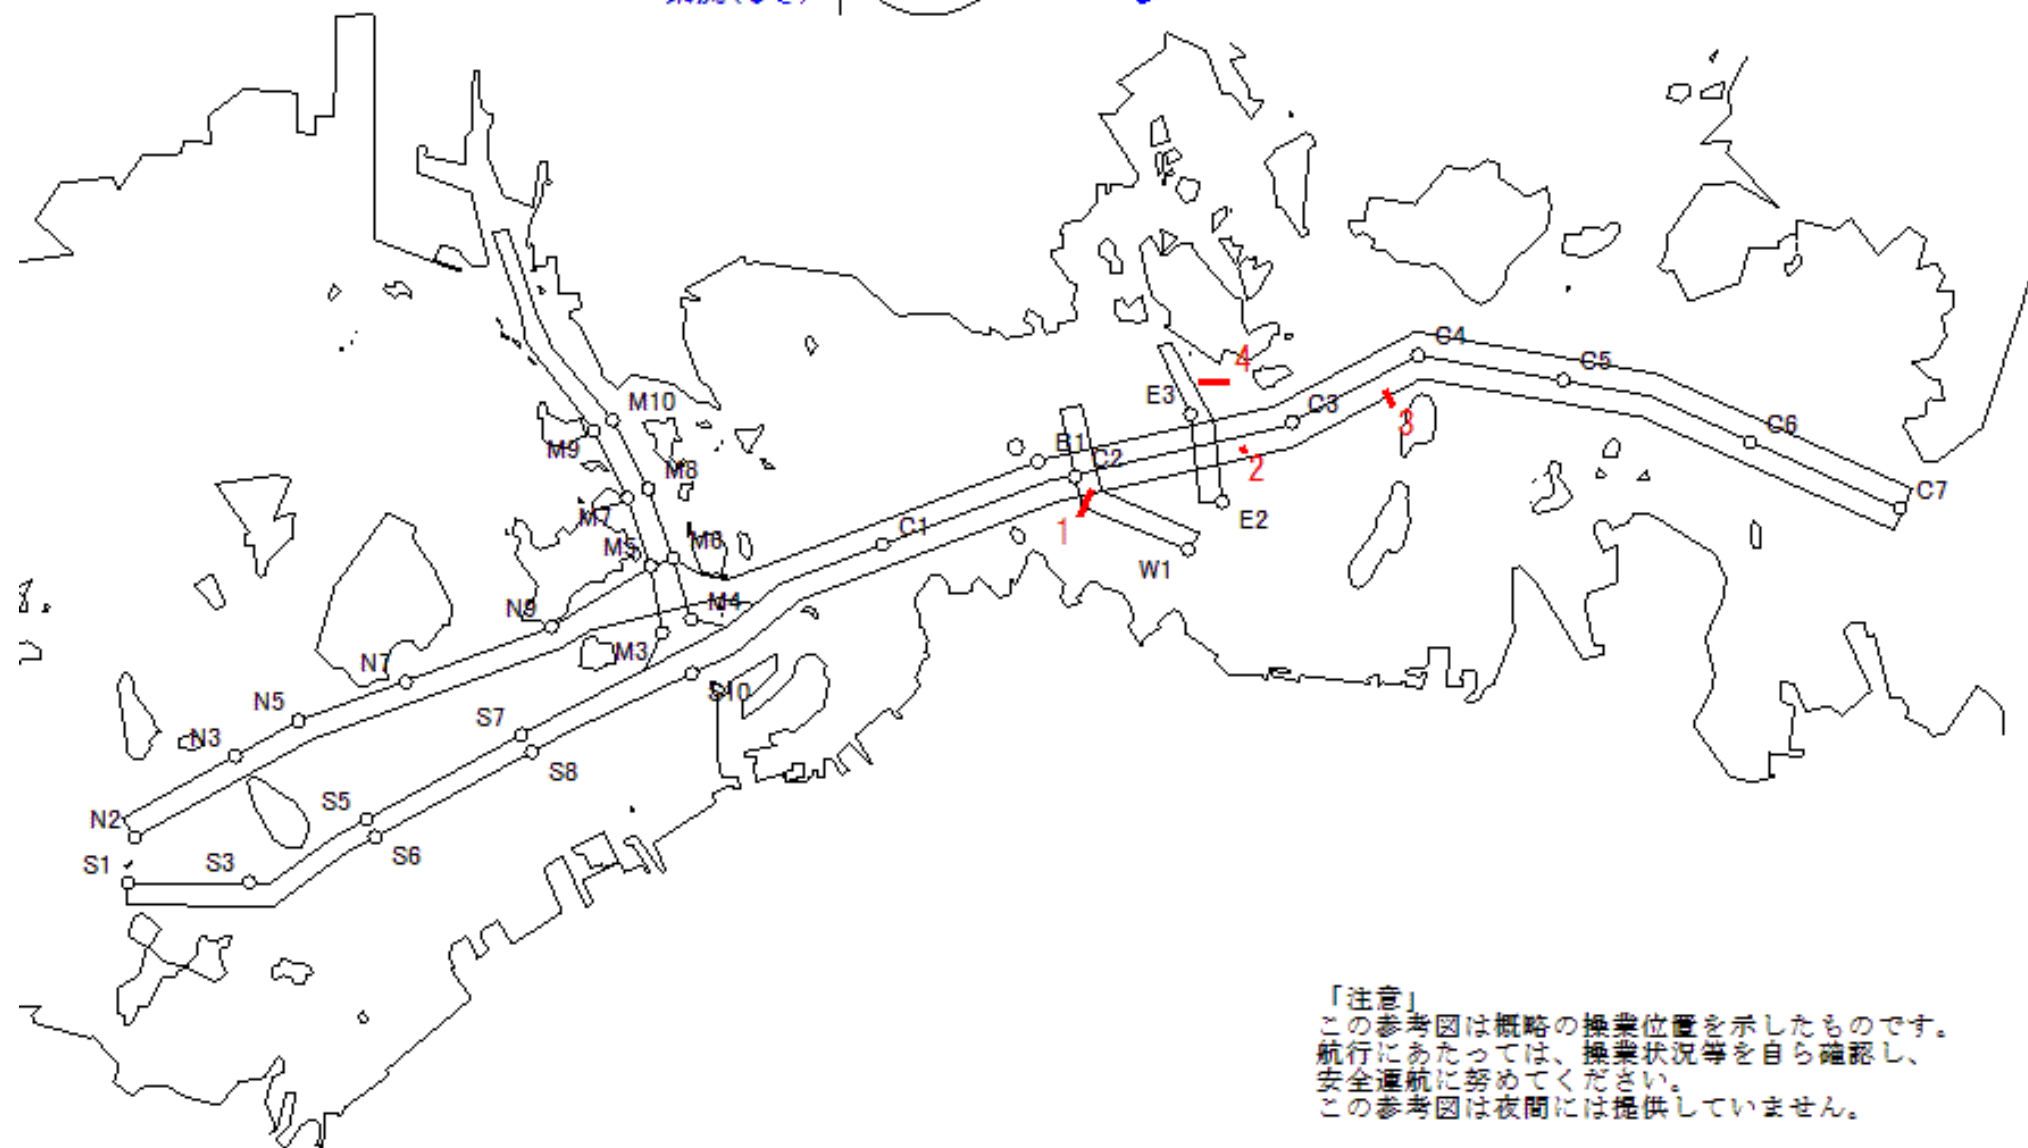 C4
4
C5
E3
M10
C3
3
C6
M9
B1
C2
2
M8
C7
M7
E2
1
C1
M5
M6
W1
N9
M4
M3
N7
S10
N5
S7
N3
S8
S5
N2
S6
S1
S3
「注意」
この参考図は概略の操業位置を示したものです。
航行にあたっては、操業状況等を自ら確認し、
安全運航に努めてください。
この参考図は夜間には提供していません。